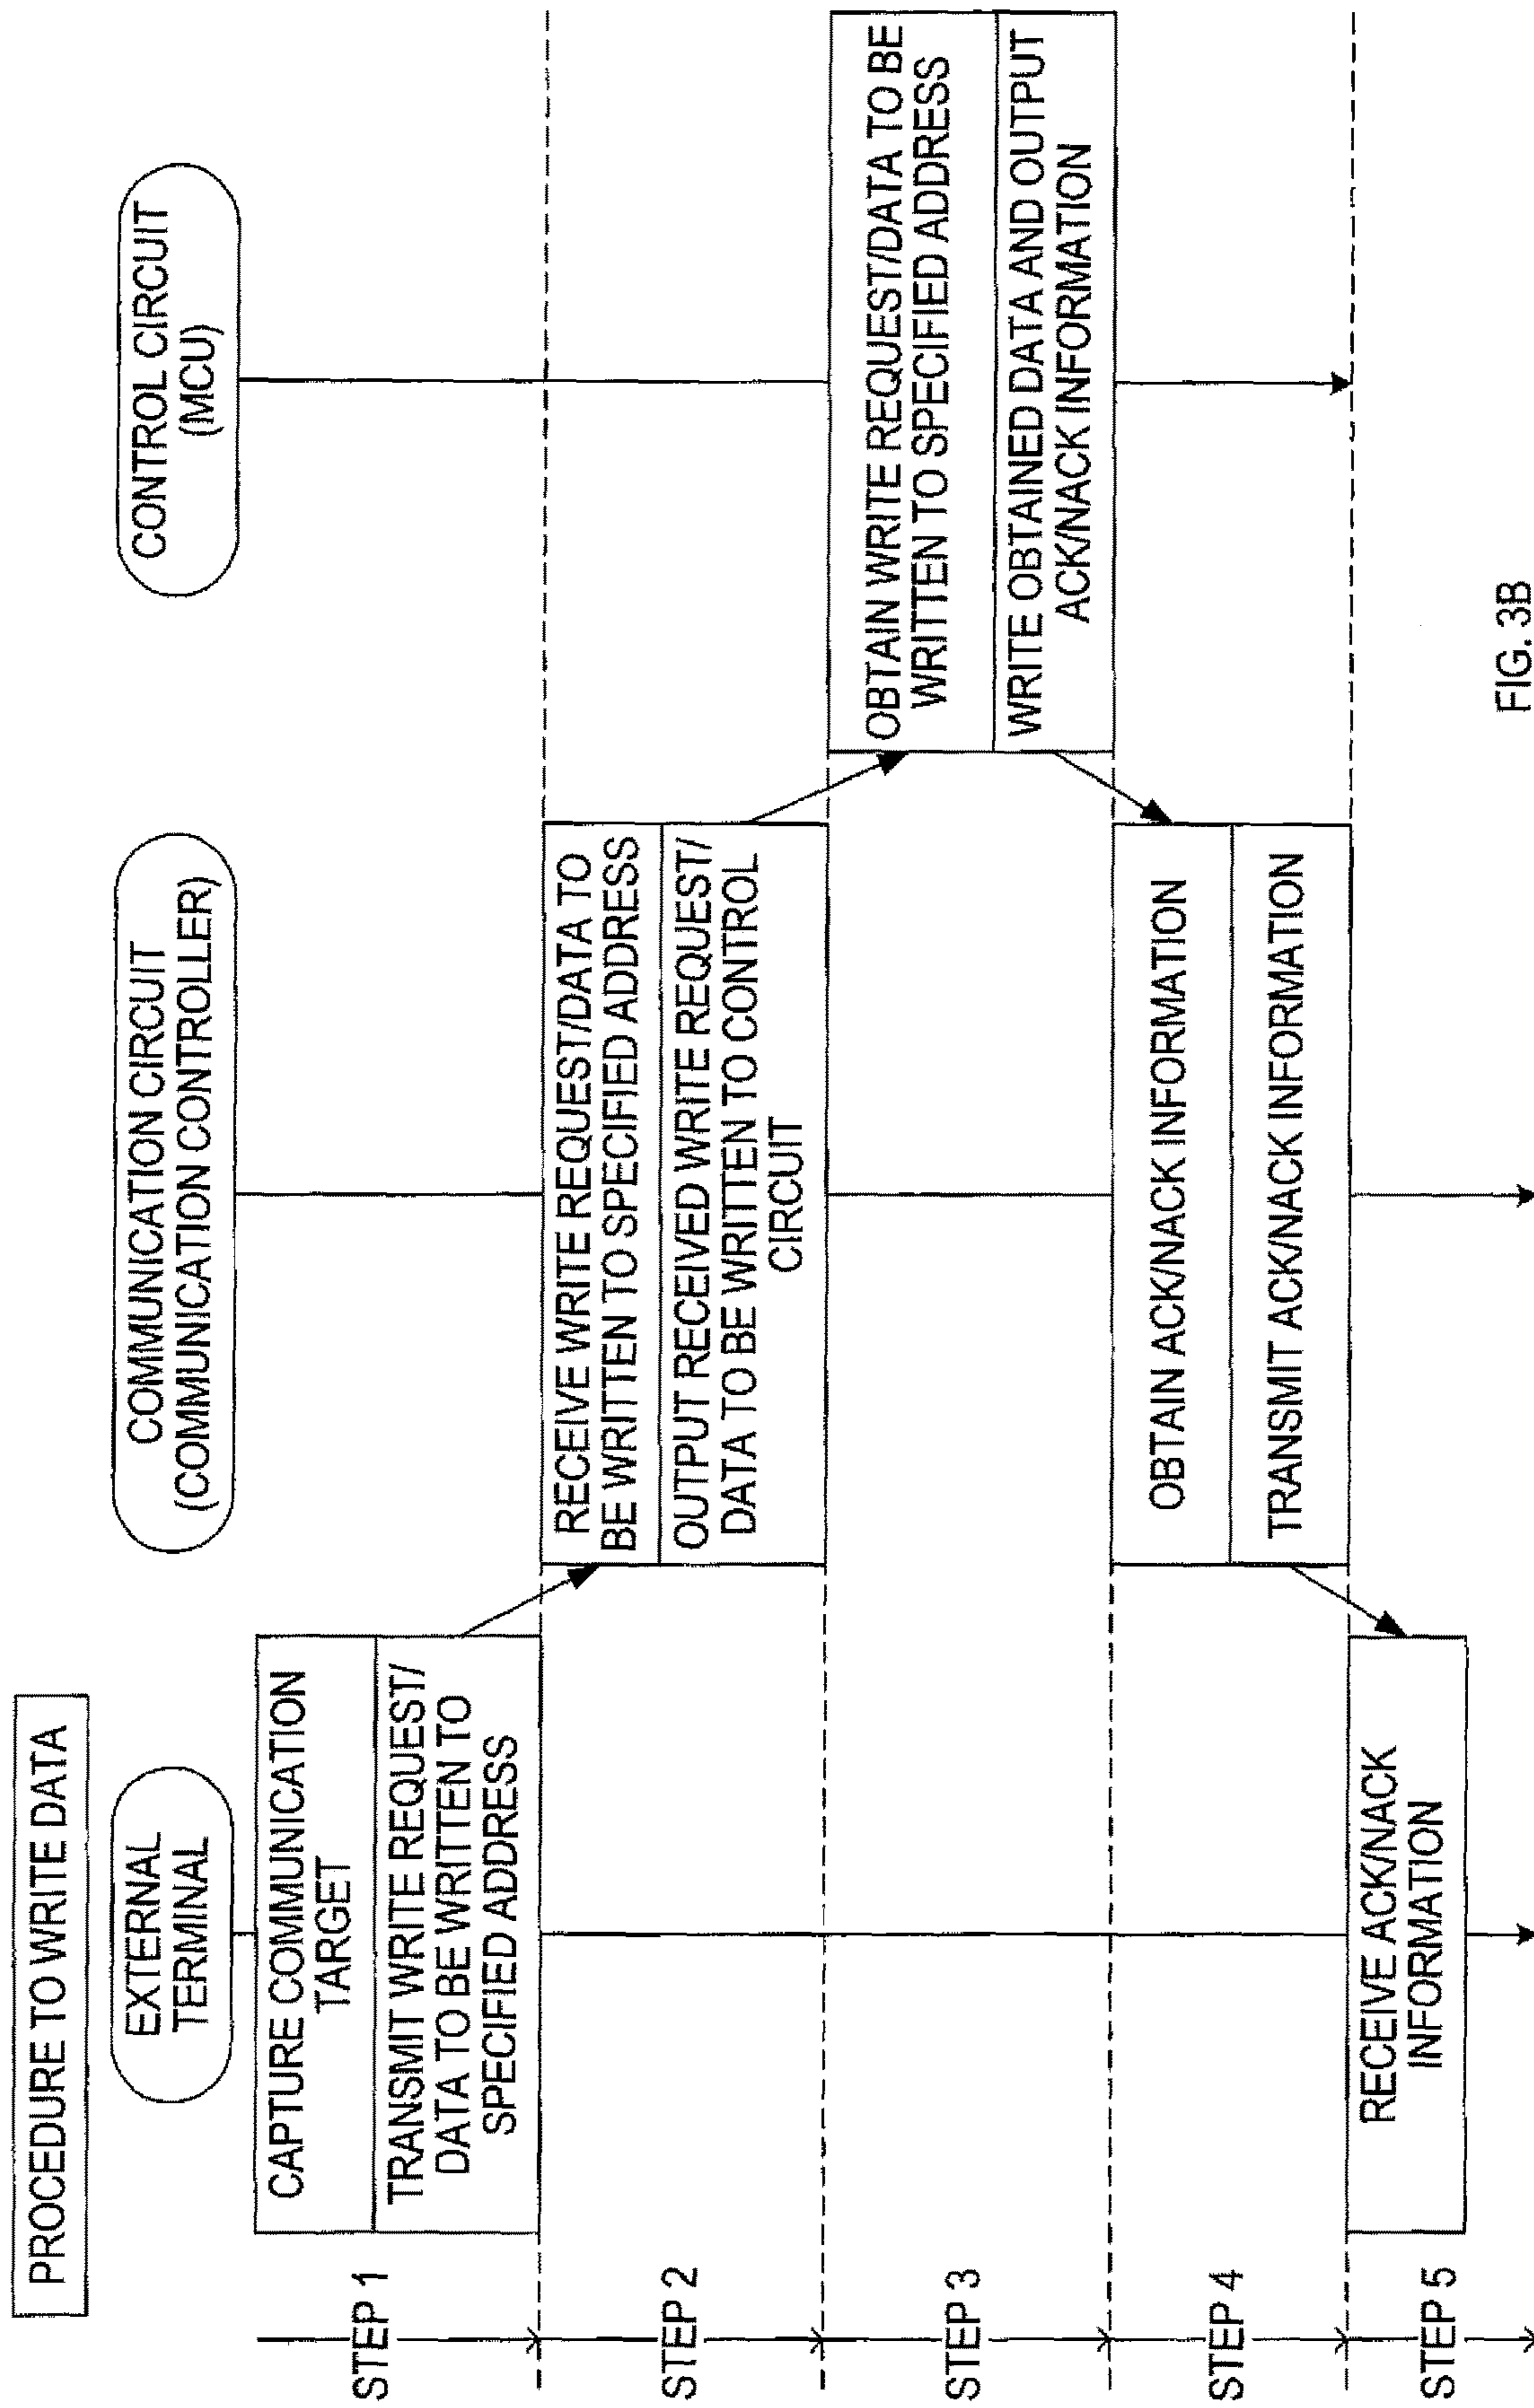 PROCEDURE TO WRITE DATA
EXTERNAL
TERMINAL
COMMUNICATION CIRCUIT
(COMMUNICATION CONTROLLER)
CONTROL CIRCUIT
(MCU)
STEP 1
CAPTURE COMMUNICATION
TARGET
TRANSMIT WRITE REQUEST/
DATA TO BE WRITTEN TO
SPECIFIED ADDRESS
STEP 2
RECEIVE WRITE REQUEST/DATA TO
BE WRITTEN TO SPECIFIED ADDRESS
OUTPUT RECEIVED WRITE REQUEST/
DATA TO BE WRITTEN TO CONTROL
CIRCUIT
STEP 3
OBTAIN WRITE REQUEST/DATA TO BE
WRITTEN TO SPECIFIED ADDRESS
WRITE OBTAINED DATA AND OUTPUT
ACK/NACK INFORMATION
STEP 4
OBTAIN ACK/NACK INFORMATION
TRANSMIT ACK/NACK INFORMATION
STEP 5
RECEIVE ACK/NACK
INFORMATION
FIG. 3B